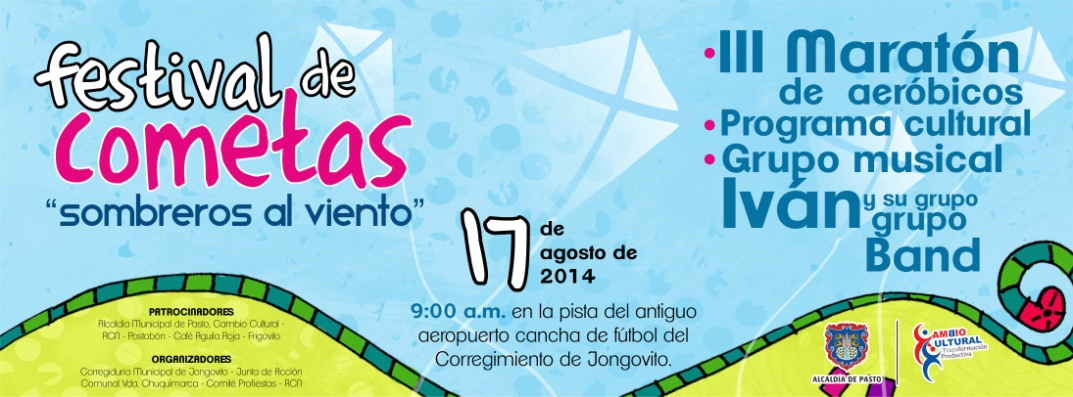 festival de
cometas
“sombreros al viento”
17 de
agosto de
2014
9:00 a.m. en la pista del antiguo
aeropuerto cancha de fútbol del
Corregimiento de Jongovito.
• III Maratón
de aeróbicos
• Programa cultural
• Grupo musical
Iván y su grupo
grupo
Band
PATROCINADORES
Alcaldía Municipal de Pasto, Cambio Cultural -
RCN - Postobón - Café Águila Roja - Frigovito
ORGANIZADORES
Corregiduría Municipal de Jongovito - Junta de Acción
Comunal Vda. Chuquimarca - Comité Profiestas - RCN
ALCALDÍA DE PASTO
CAMBIO
CULTURAL
Transformación
Productiva